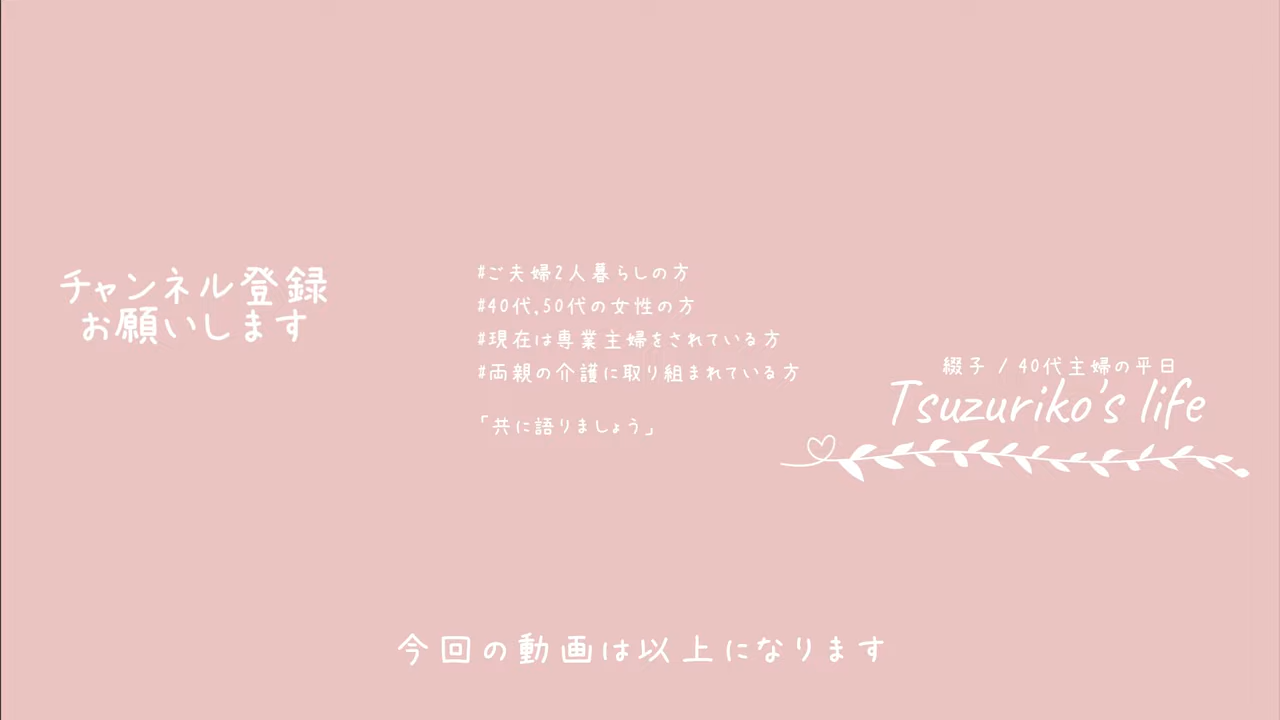 チャンネル登録
お願いします
#ご夫婦2人暮らしの方
#40代,50代の女性の方
#現在は専業主婦をされている方
#両親の介護に取り組まれている方
「共に語りましょう」
綴子 / 40代主婦の平日
Tsuzuriko's life
今回の動画は以上になります